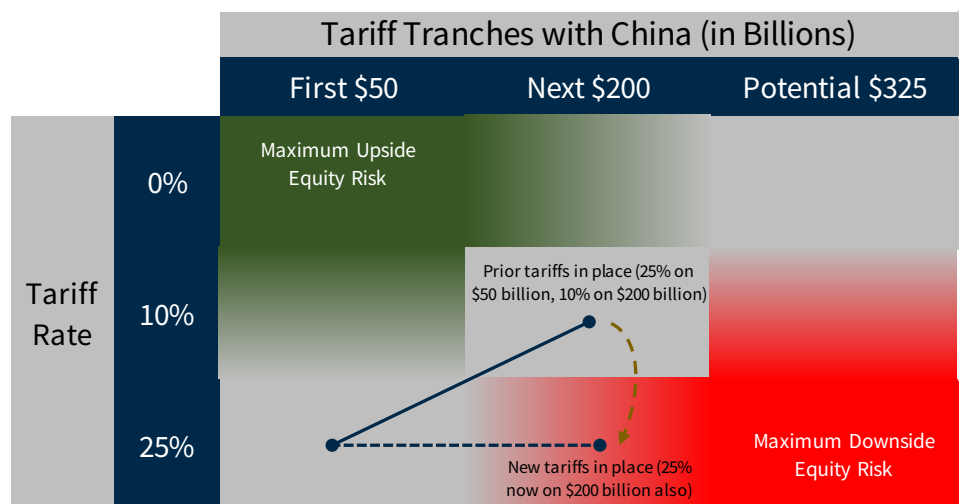 Tariff Tranches with China (in Billions)
First $50
Next $200
Potential $325
Tariff
Rate
0%
Maximum Upside
Equity Risk
10%
Prior tariffs in place (25% on
$50 billion, 10% on $200 billion)
25%
New tariffs in place (25%
now on $200 billion also)
Maximum Downside
Equity Risk